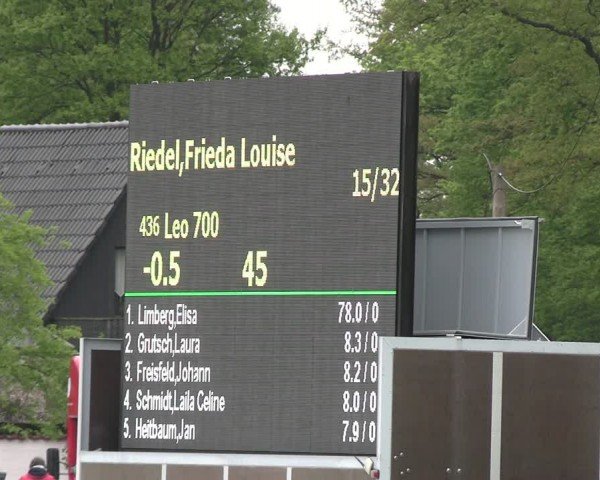 Riedel,Frieda Louise
15/32
436 Leo 700
-0.5 45
1. Limberg,Elisa 78.0 / 0
2. Grutsch,Laura 8.3 / 0
3. Freisfeld,Johann 8.2 / 0
4. Schmidt,Laila Celine 8.0 / 0
5. Heitbaum,Jan 7.9 / 0